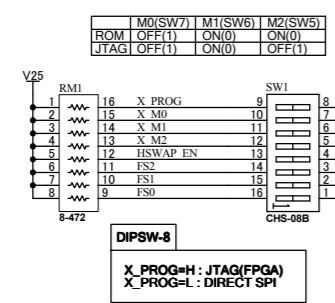 M0(SW7) M1(SW6) M2(SW5)
ROM OFF(1) ON(0) ON(0)
JTAG OFF(1) ON(0) OFF(1)
V25
RM1 SW1
1 16 X_PROG 9 8
2 15 X_M0 10 7
3 14 X_M1 11 6
4 13 X_M2 12 5
5 12 HSWAP_EN 13 4
6 11 FS2 14 3
7 10 FS1 15 2
8 9 FS0 16 1
8-472 CHS-08B
DIPSW-8
X_PROG=H : JTAG(FPGA)
X_PROG=L : DIRECT SPI